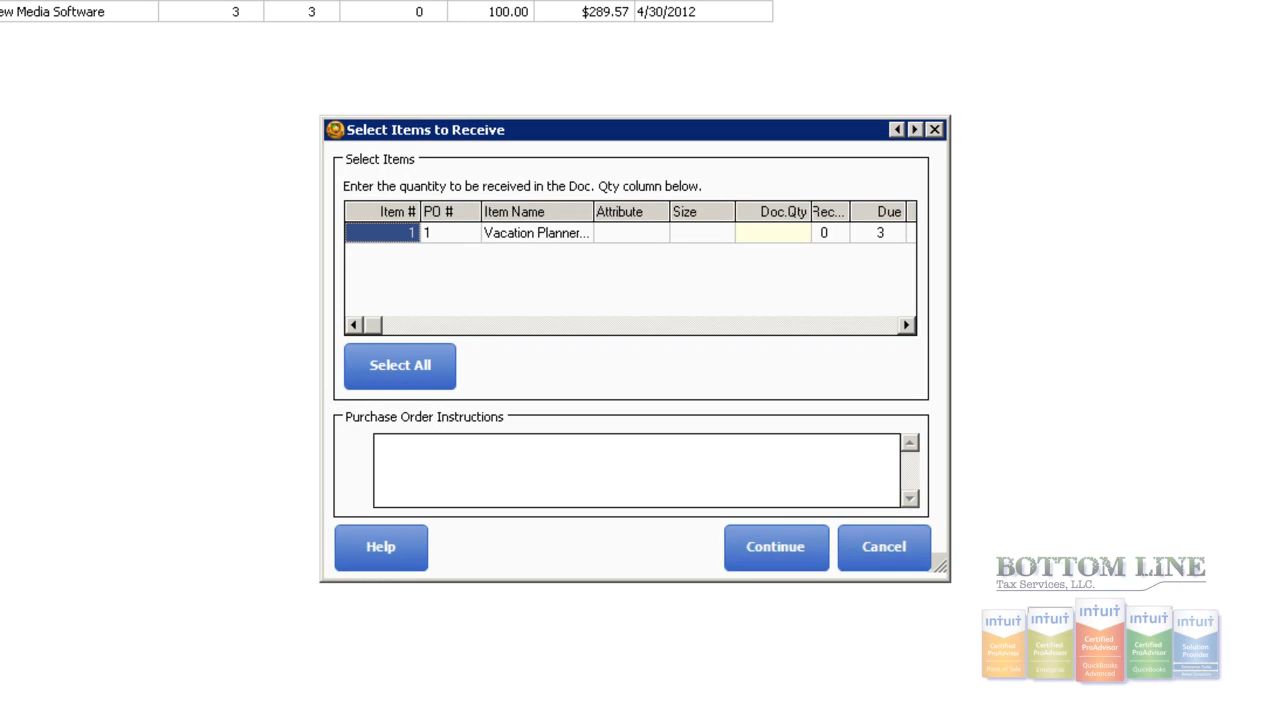 ew Media Software 3 3 0 100.00 $289.57 4/30/2012
Select Items to Receive
Select Items
Enter the quantity to be received in the Doc. Qty column below.
Item # PO # Item Name Attribute Size Doc.Qty Rec... Due
1 1 Vacation Planner... 0 3
Select All
Purchase Order Instructions
Help Continue Cancel
BOTTOM LINE
Tax Services, LLC.
intuit intuit intuit intuit intuit
Certified ProAdvisor Certified ProAdvisor Certified ProAdvisor Certified ProAdvisor Solution Provider
Point of Sale Enterprise QuickBooks Advanced QuickBooks